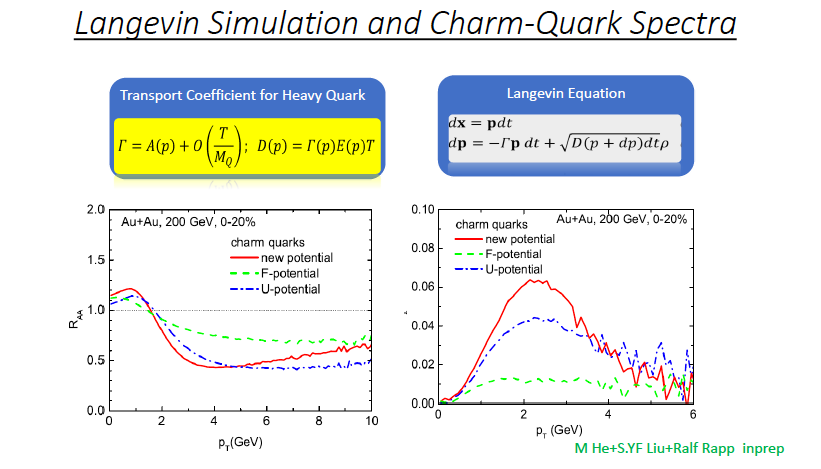 Langevin Simulation and Charm-Quark Spectra
Transport Coefficient for Heavy Quark
Γ = A(p) + O(T/M_Q); D(p) = Γ(p)E(p)T
Langevin Equation
dx = pdt
dp = −Γp dt + √D(p + dp)dtρ
2.0
1.5
1.0
0.5
0.0
R_AA
Au+Au, 200 GeV, 0-20%
charm quarks
new potential
F-potential
U-potential
0 2 4 6 8 10
p_T(GeV)
0.10
0.08
0.06
0.04
0.02
0.00
Au+Au, 200 GeV, 0-20%
charm quarks
new potential
F-potential
U-potential
0 2 4 6
p_T (GeV)
M He+S.YF Liu+Ralf Rapp inprep